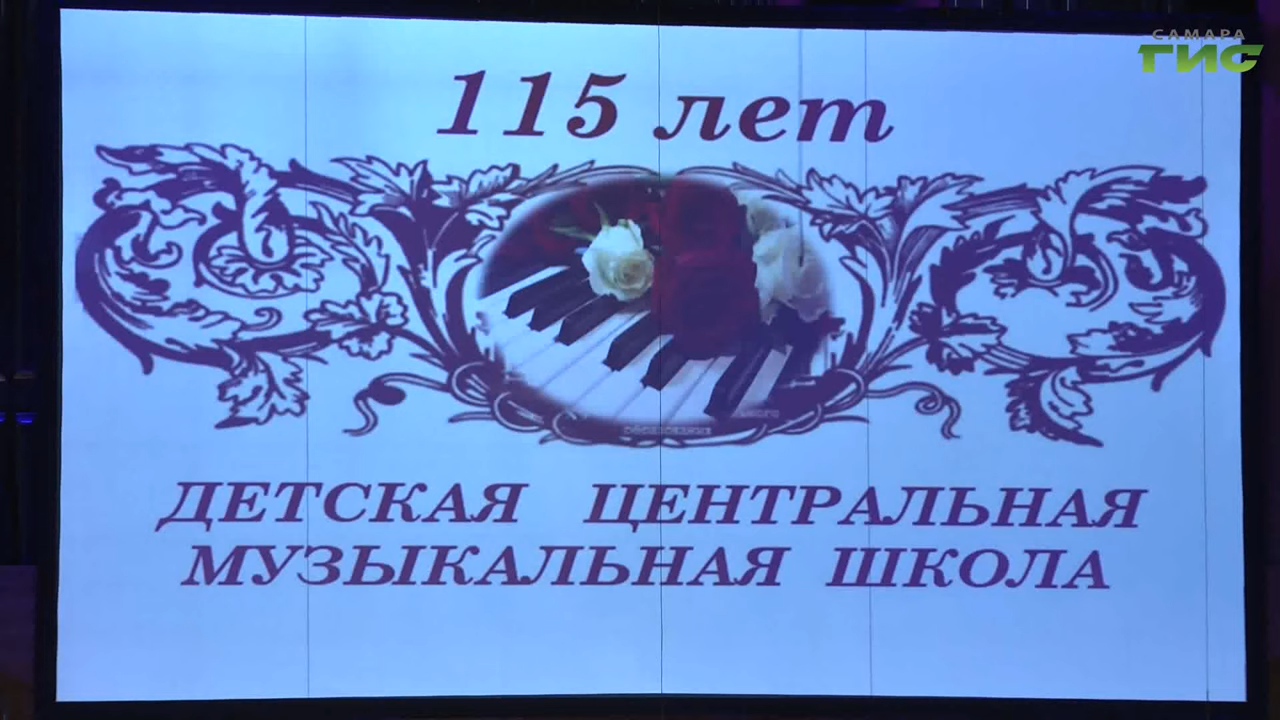 САМАРА
ГИС
115 лет
ДЕТСКАЯ ЦЕНТРАЛЬНАЯ
МУЗЫКАЛЬНАЯ ШКОЛА